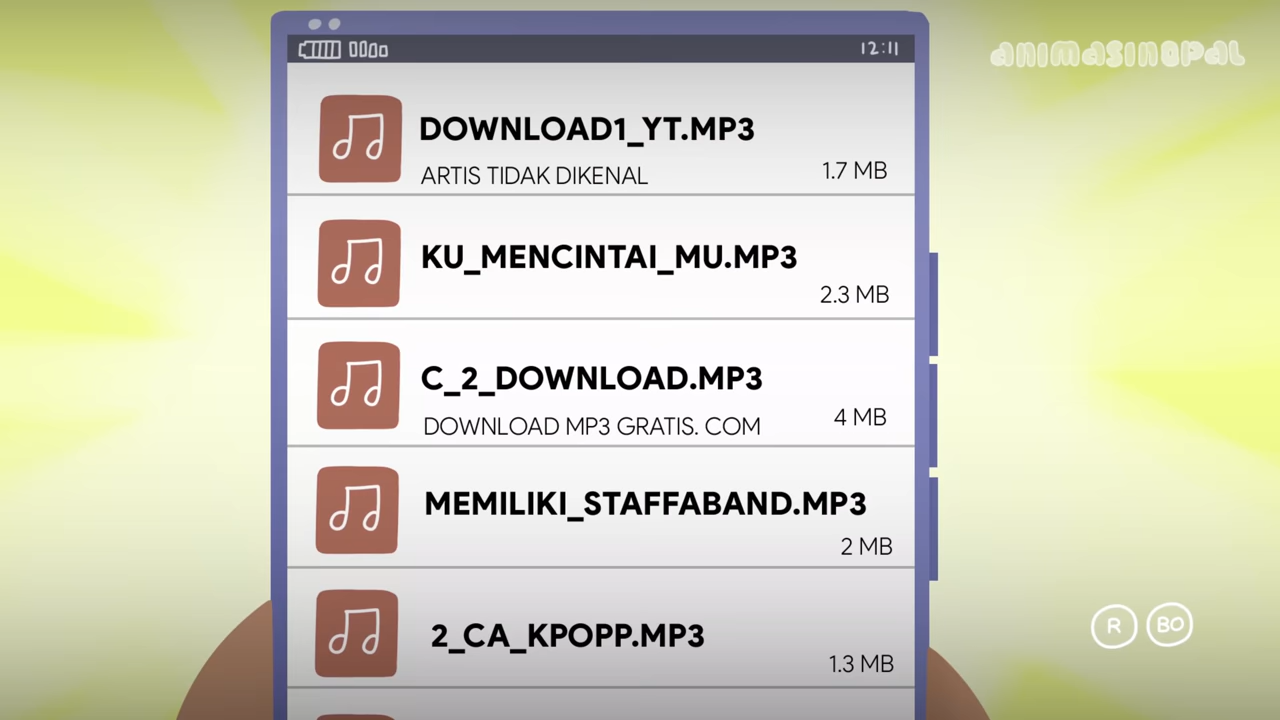 12:11
ANIMASINOPAL
DOWNLOAD1_YT.MP3
ARTIS TIDAK DIKENAL
1.7 MB
KU_MENCINTAI_MU.MP3
2.3 MB
C_2_DOWNLOAD.MP3
DOWNLOAD MP3 GRATIS. COM
4 MB
MEMILIKI_STAFFABAND.MP3
2 MB
2_CA_KPOPP.MP3
1.3 MB
R
BO